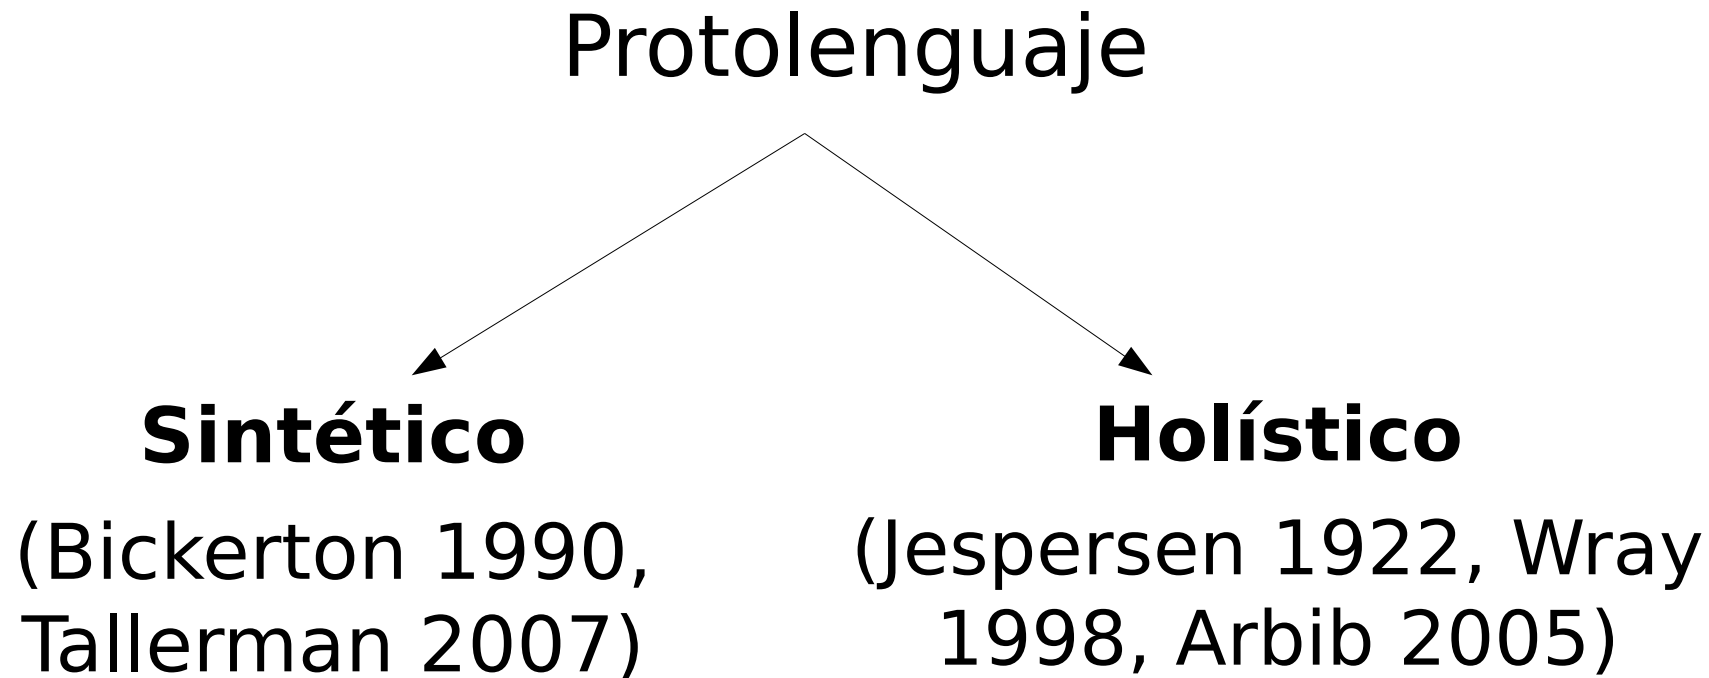 Protolenguaje
Sintético
(Bickerton 1990,
Tallerman 2007)
Holístico
(Jespersen 1922, Wray
1998, Arbib 2005)